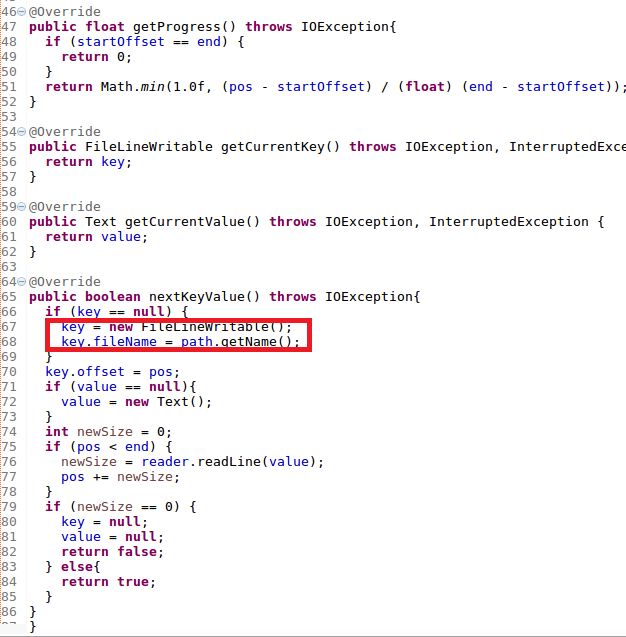 46 @Override
47 public float getProgress() throws IOException{
48 if (startOffset == end) {
49 return 0;
50 }
51 return Math.min(1.0f, (pos - startOffset) / (float) (end - startOffset));
52 }
53
54 @Override
55 public FileLineWritable getCurrentKey() throws IOException, InterruptedExce
56 return key;
57 }
58
59 @Override
60 public Text getCurrentValue() throws IOException, InterruptedException {
61 return value;
62 }
63
64 @Override
65 public boolean nextKeyValue() throws IOException{
66 if (key == null) {
67 key = new FileLineWritable();
68 key.fileName = path.getName();
69 }
70 key.offset = pos;
71 if (value == null){
72 value = new Text();
73 }
74 int newSize = 0;
75 if (pos < end) {
76 newSize = reader.readLine(value);
77 pos += newSize;
78 }
79 if (newSize == 0) {
80 key = null;
81 value = null;
82 return false;
83 } else{
84 return true;
85 }
86 }
87 }